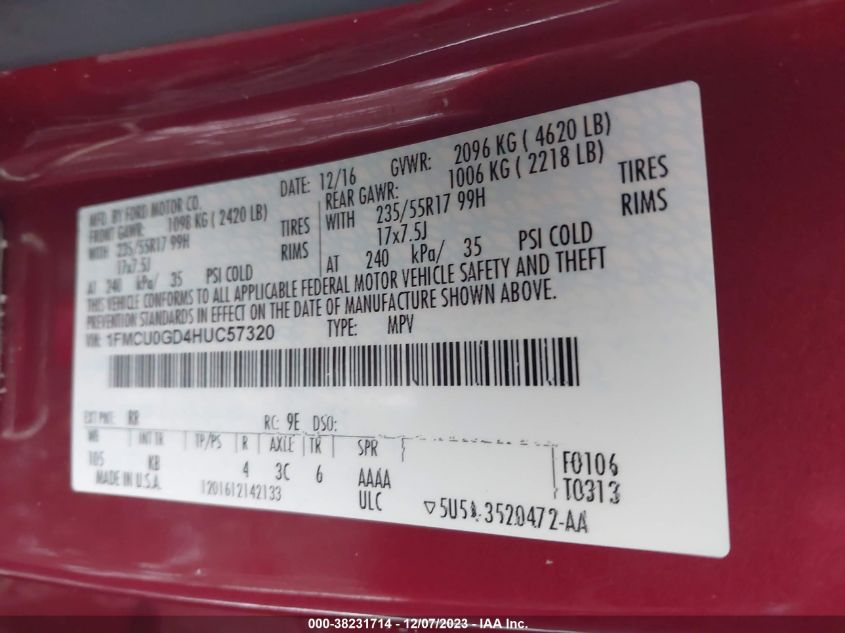 MFD. BY FORD MOTOR CO.
DATE: 12/16 GVWR: 2096 KG ( 4620 LB)
FRONT GAWR: 1098 KG ( 2420 LB)
REAR GAWR: 1006 KG ( 2218 LB)
WITH 235/55R17 99H TIRES
WITH 235/55R17 99H TIRES
17x7.5J RIMS
17x7.5J RIMS
AT 240 kPa/ 35 PSI COLD
AT 240 kPa/ 35 PSI COLD
THIS VEHICLE CONFORMS TO ALL APPLICABLE FEDERAL MOTOR VEHICLE SAFETY AND THEFT
PREVENTION STANDARDS IN EFFECT ON THE DATE OF MANUFACTURE SHOWN ABOVE.
VIN: 1FMCU0GD4HUC57320 TYPE: MPV
EXT PNT: RR RC: 9E DSO:
WB INT TR TP/PS R AXLE TR SPR
105 KB 4 3C 6 AAAA
F0106
MADE IN U.S.A. 1201612142133 ULC
T0313
▽5U5A-3520472-AA
000-38231714 - 12/07/2023 - IAA Inc.